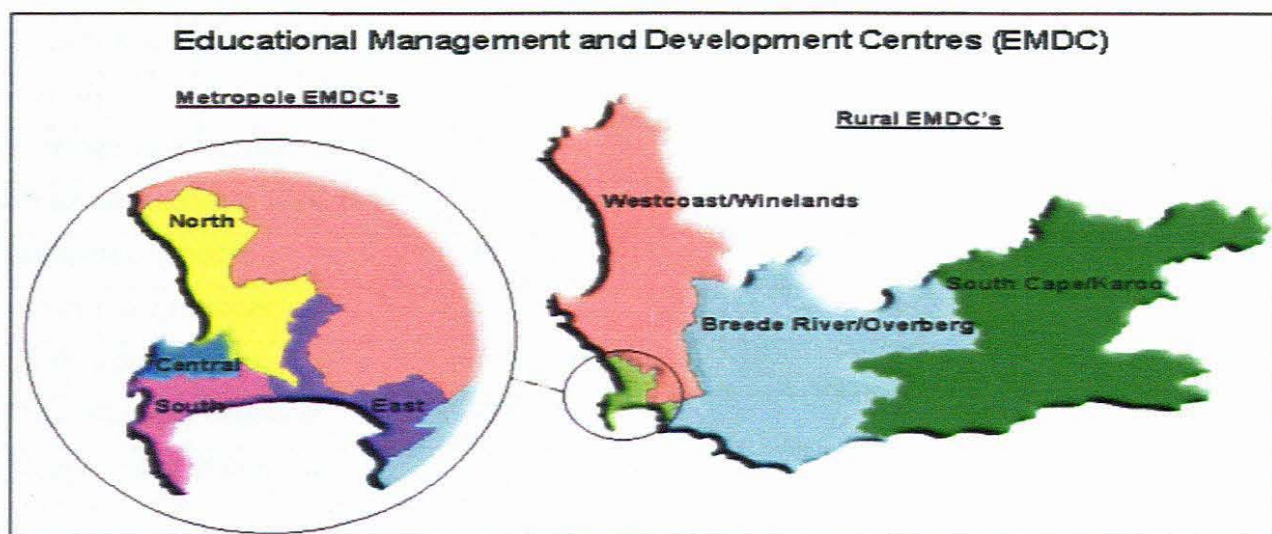 Educational Management and Development Centres (EMDC)
Metropole EMDC's
Rural EMDC's
Westcoast/Winelands
North
South Cape/Karoo
Breede River/Overberg
Central
South
East